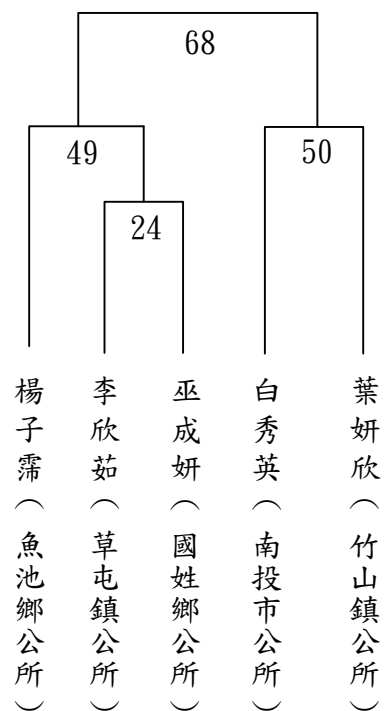 68
49
50
24
楊子霈（魚池鄉公所）
李欣茹（草屯鎮公所）
巫成妍（國姓鄉公所）
白秀英（南投市公所）
葉妍欣（竹山鎮公所）